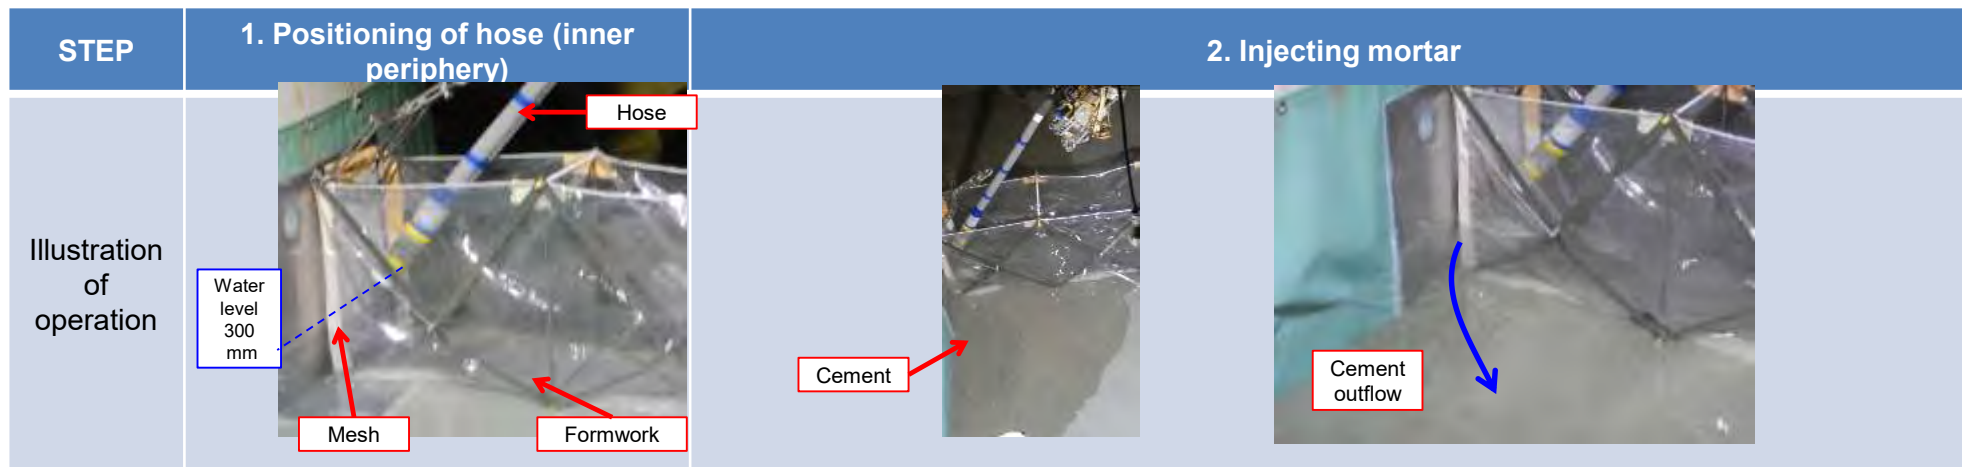 STEP
1. Positioning of hose (inner
periphery)
2. Injecting mortar
Illustration
of
operation
Hose
Water
level
300
mm
Mesh
Formwork
Cement
Cement
outflow